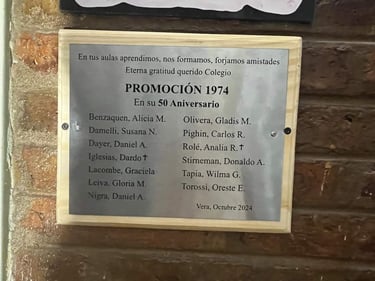 En tus aulas aprendimos, nos formamos, forjamos amistades
Eterna gratitud querido Colegio
PROMOCIÓN 1974
En su 50 Aniversario
Benzaquen, Alicia M.
Damelli, Susana N.
Dayer, Daniel A.
Iglesias, Dardo✝
Lacombe, Graciela
Leiva, Gloria M.
Nigra, Daniel A.
Olivera, Gladis M.
Pighin, Carlos R.
Rolé, Analía R.✝
Stirneman, Donaldo A.
Tapia, Wilma G.
Torossi, Oreste E.
Vera, Octubre 2024